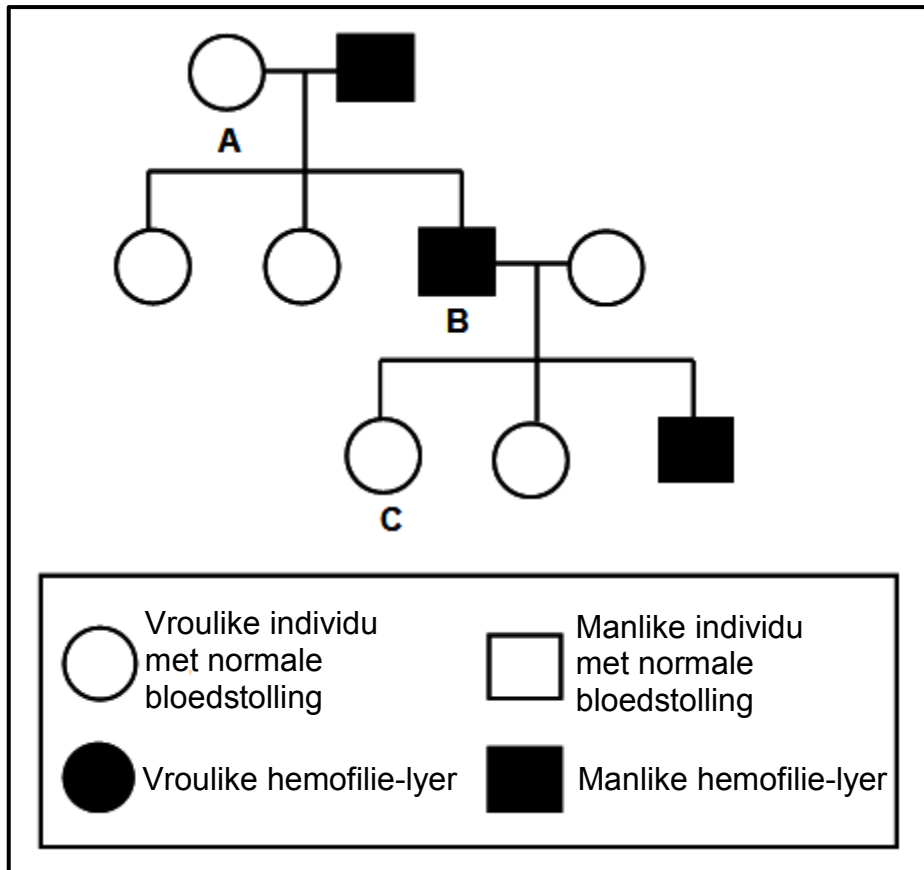 A
B
C
Vroulike individu
met normale
bloedstolling
Manlike individu
met normale
bloedstolling
Vroulike hemofilie-lyer
Manlike hemofilie-lyer